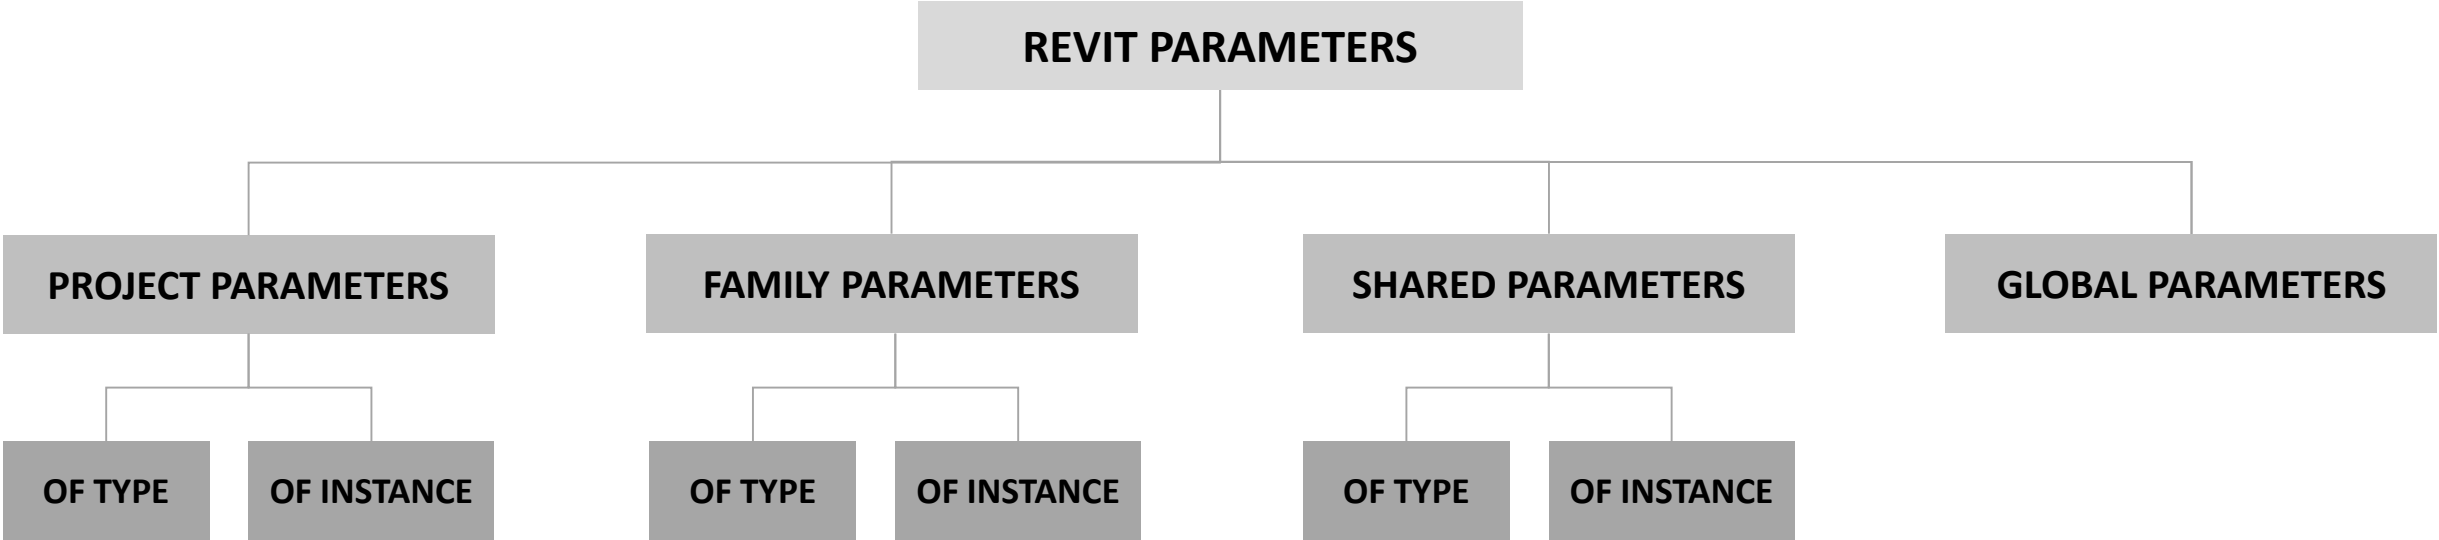 REVIT PARAMETERS
PROJECT PARAMETERS
FAMILY PARAMETERS
SHARED PARAMETERS
GLOBAL PARAMETERS
OF TYPE
OF INSTANCE
OF TYPE
OF INSTANCE
OF TYPE
OF INSTANCE